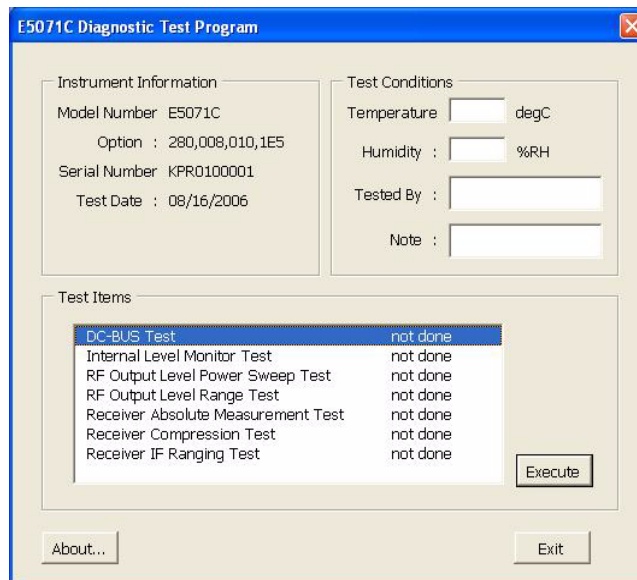 E5071C Diagnostic Test Program
Instrument Information
Model Number E5071C
Option : 280,008,010,1E5
Serial Number KPR0100001
Test Date : 08/16/2006
Test Conditions
Temperature degC
Humidity : %RH
Tested By :
Note :
Test Items
DC-BUS Test not done
Internal Level Monitor Test not done
RF Output Level Power Sweep Test not done
RF Output Level Range Test not done
Receiver Absolute Measurement Test not done
Receiver Compression Test not done
Receiver IF Ranging Test not done
Execute
About... Exit